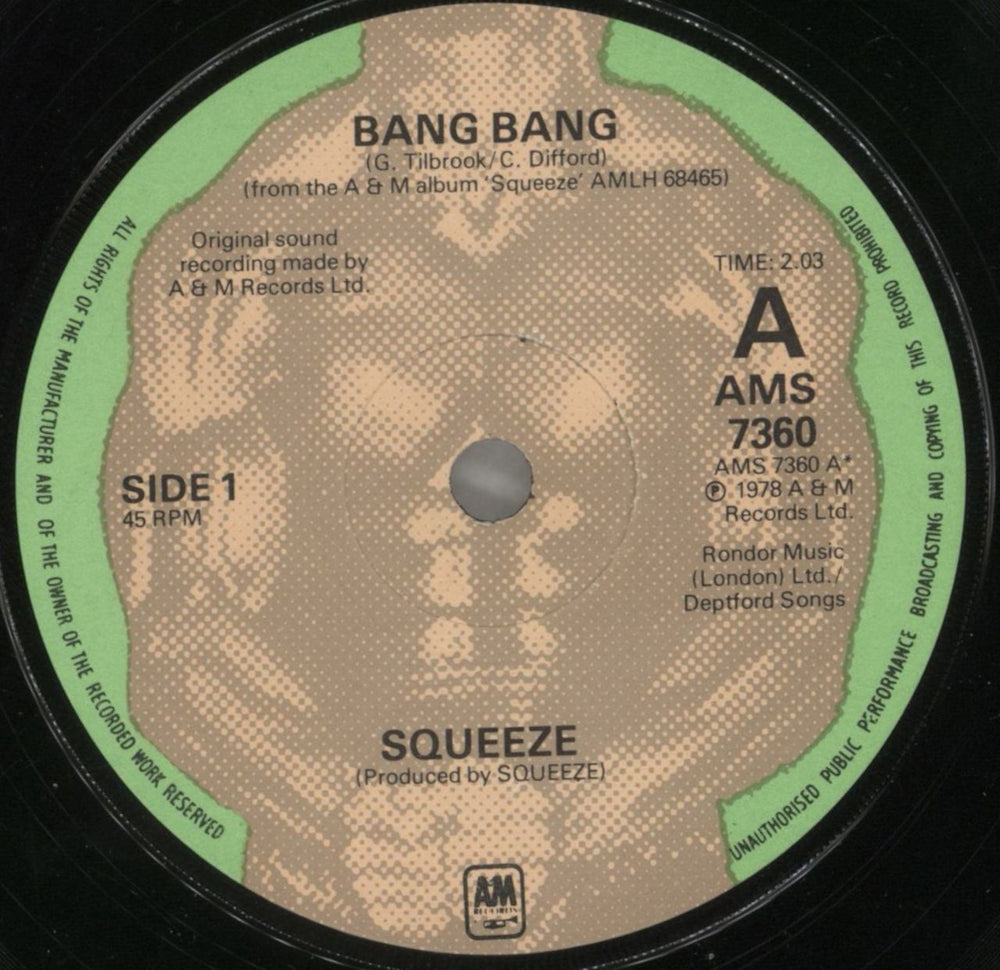 BANG BANG
(G. Tilbrook/C. Difford)
(from the A & M album 'Squeeze' AMLH 68465)
Original sound
recording made by
A & M Records Ltd.
TIME: 2.03
A
AMS
7360
AMS 7360 A*
℗ 1978 A & M
Records Ltd.
Rondor Music
(London) Ltd./
Deptford Songs
SIDE 1
45 RPM
SQUEEZE
(Produced by SQUEEZE)
AM
RECORDS
ALL RIGHTS OF THE MANUFACTURER AND OF THE OWNER OF THE RECORDED WORK RESERVED
UNAUTHORISED PUBLIC PERFORMANCE BROADCASTING AND COPYING OF THIS RECORD PROHIBITED